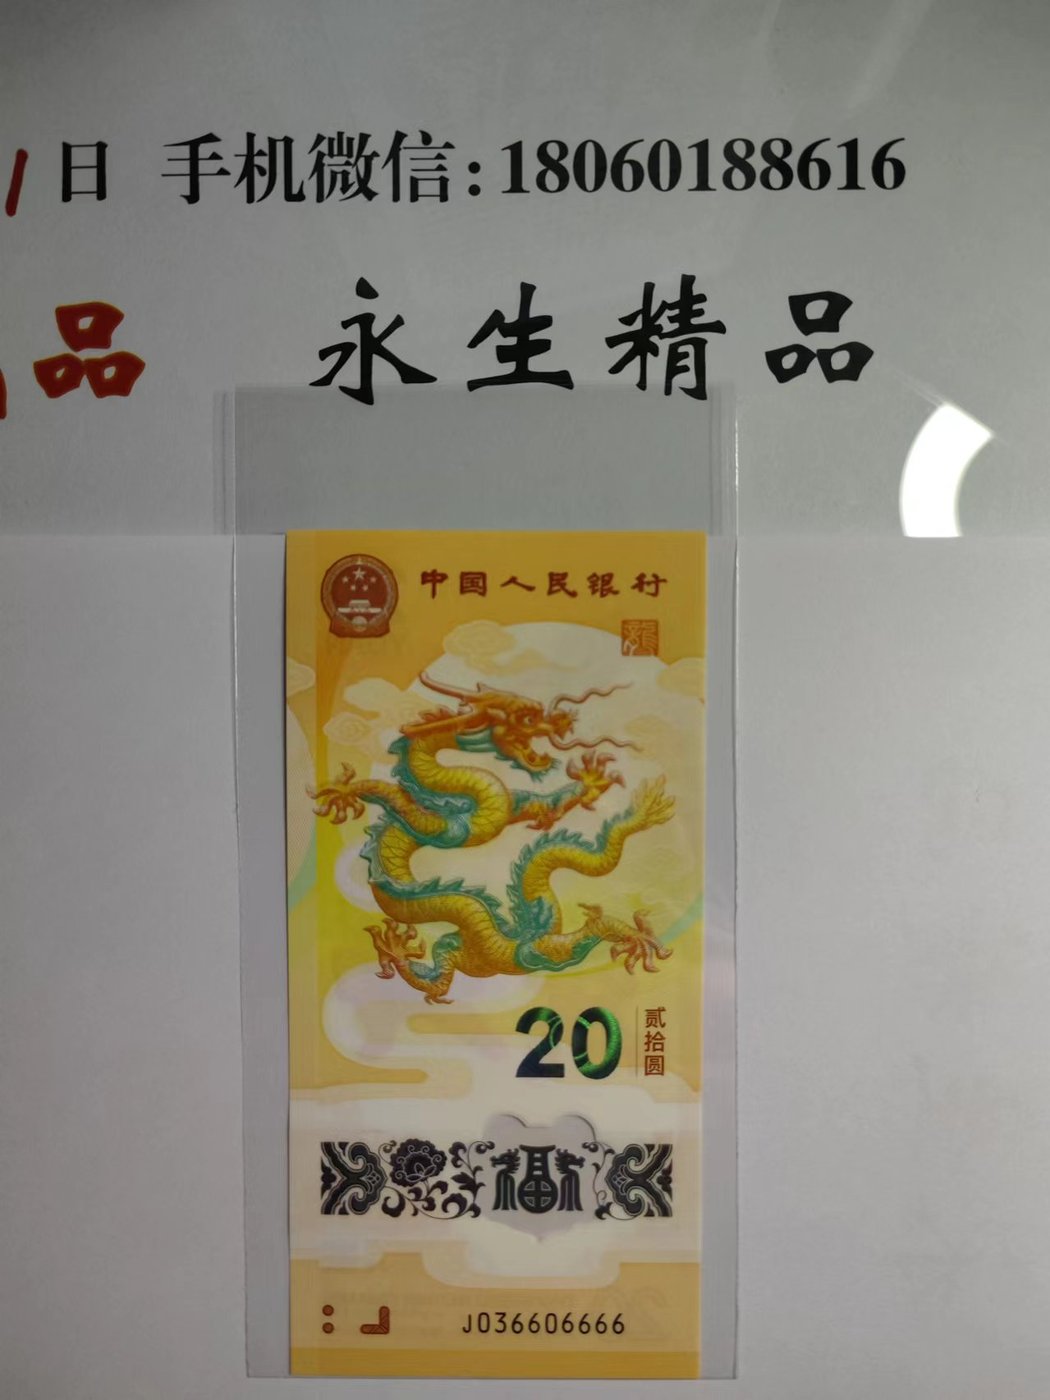 日 手机微信:18060188616
品 永生精品
中国人民银行
龍
20 贰拾圆
福
J036606666